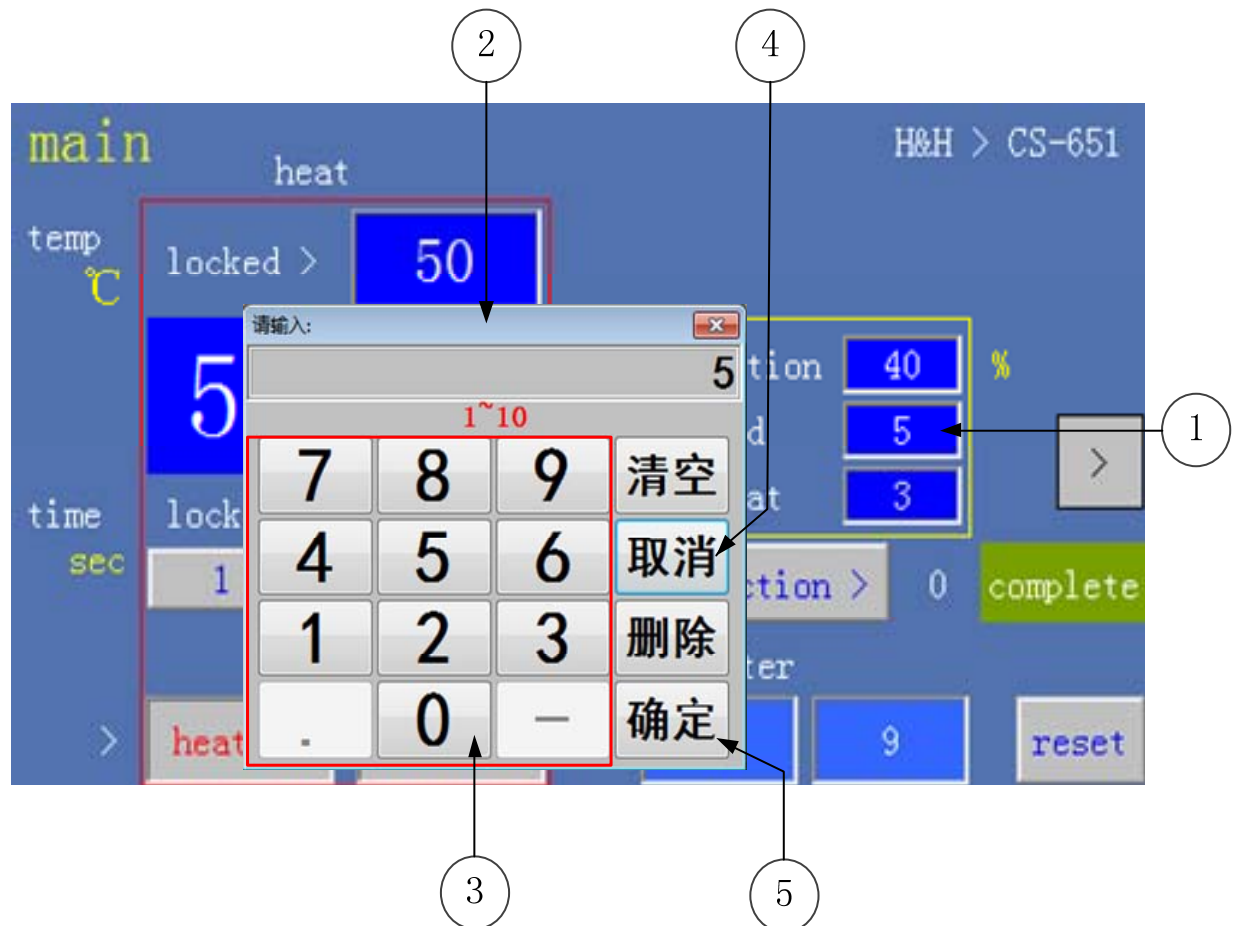 2
4
main
H&H > CS-651
heat
temp
℃
locked >
50
请输入:
5
1~10
5
tion
40
%
d
5
1
at
3
>
7
8
9
清空
4
5
6
取消
1
2
3
删除
.
0
－
确定
time
sec
lock
1
ction >
0
complete
ter
>
heat
9
reset
3
5